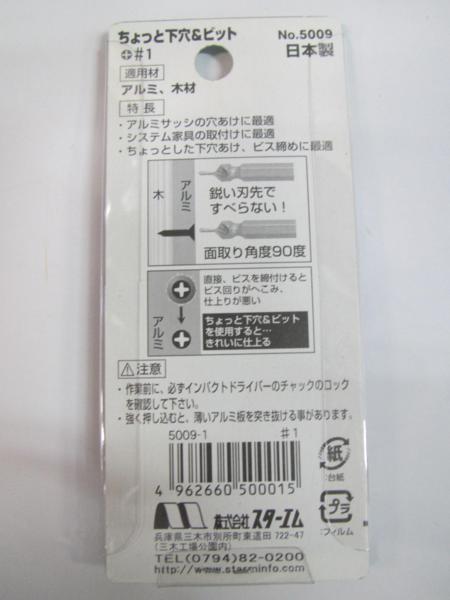 ちょっと下穴&ビット No.5009
⊕#1 日本製
適用材
アルミ、木材
特長
・アルミサッシの穴あけに最適
・システム家具の取付けに最適
・ちょっとした下穴あけ、ビス締めに最適
木 アルミ
鋭い刃先で
すべらない!
面取り角度90度
アルミ
直接、ビスを締付けると
ビス回りがへこみ、
仕上りが悪い
ちょっと下穴&ビット
を使用すると…
きれいに仕上る
⚠注意
・作業前に、必ずインパクトドライバーのチャックのロック
を確認して下さい。
・強く押し込むと、薄いアルミ板を突き抜ける事があります。
5009-1 #1
4 962660 500015
紙
:台紙
プラ
:フィルム
株式会社スターエム
兵庫県三木市別所町東這田 722-47
(三木工場公園内)
TEL(0794)82-0200
http://www.starminfo.com